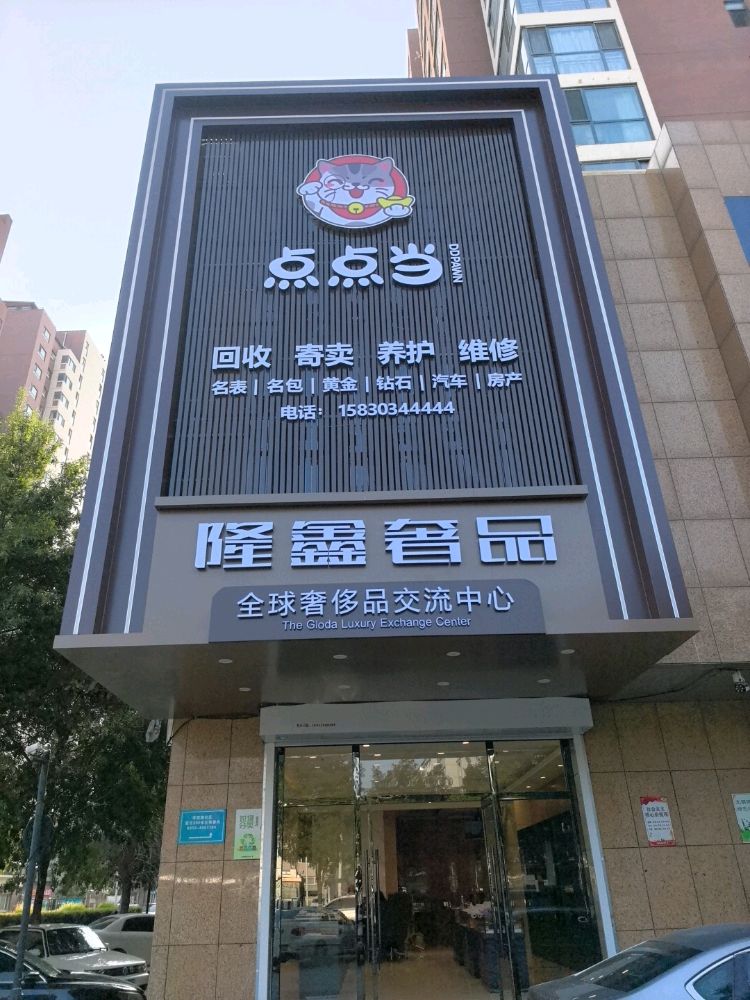 点点当
DDPAWN
回收 寄卖 养护 维修
名表|名包|黄金|钻石|汽车|房产
电话： 15830344444
隆鑫奢品
全球奢侈品交流中心
The Gloda Luxury Exchange Center